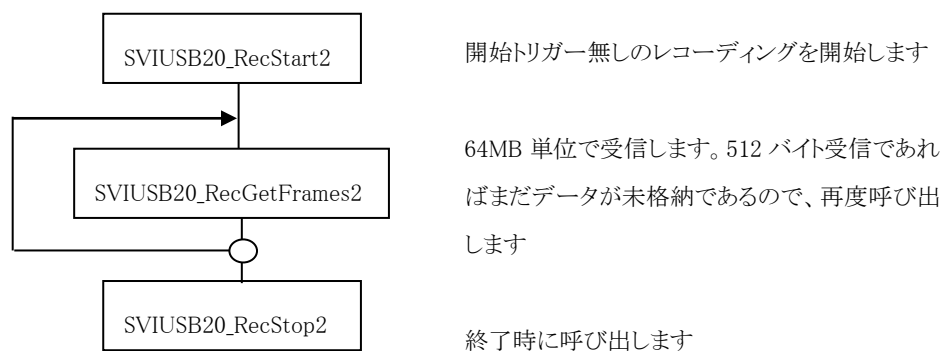 SVIUSB20_RecStart2
開始トリガー無しのレコーディングを開始します
SVIUSB20_RecGetFrames2
64MB 単位で受信します。512 バイト受信であれ
ばまだデータが未格納であるので、再度呼び出
します
SVIUSB20_RecStop2
終了時に呼び出します